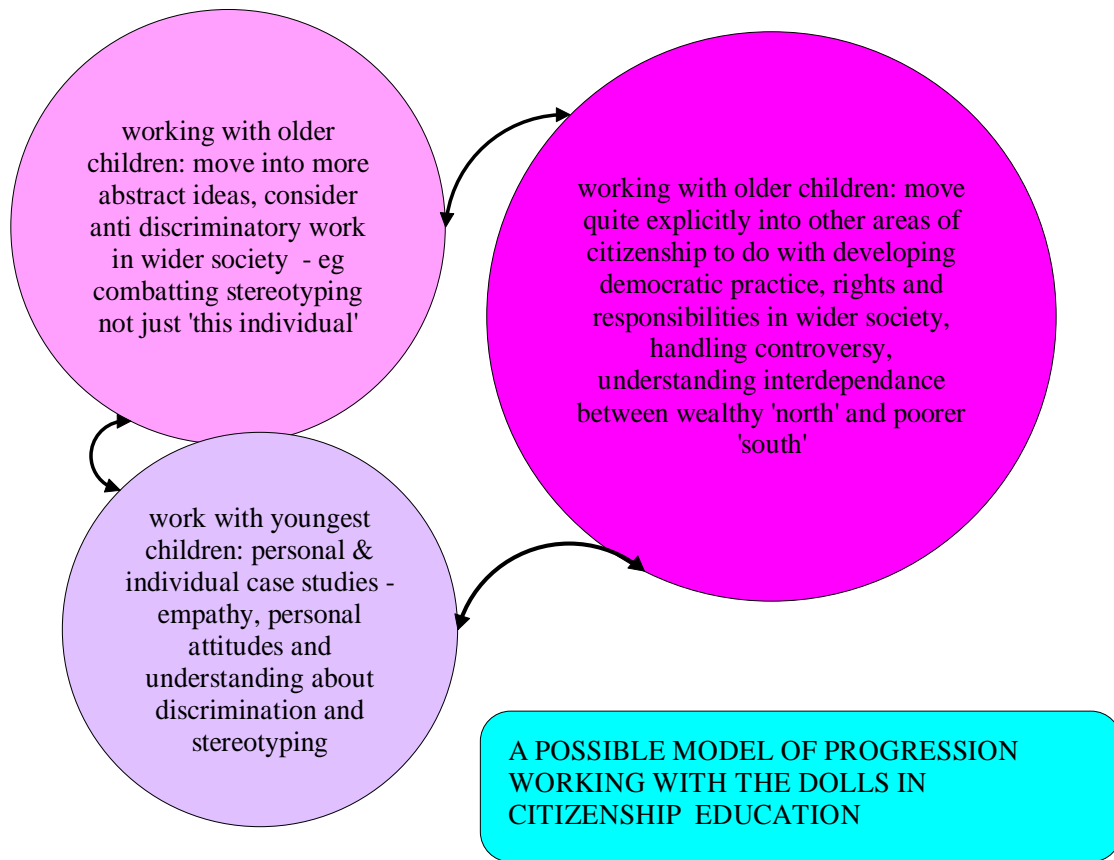 working with older
children: move into more
abstract ideas, consider
anti discriminatory work
in wider society  - eg
combatting stereotyping
not just 'this individual'
working with older children: move
quite explicitly into other areas of
citizenship to do with developing
democratic practice, rights and
responsibilities in wider society,
handling controversy,
understanding interdependance
between wealthy 'north' and poorer
'south'
work with youngest
children: personal &
individual case studies -
empathy, personal
attitudes and
understanding about
discrimination and
stereotyping
A POSSIBLE MODEL OF PROGRESSION
WORKING WITH THE DOLLS IN
CITIZENSHIP  EDUCATION